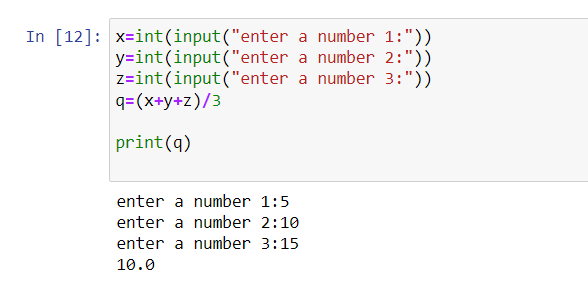 In [12]: x=int(input("enter a number 1:"))
y=int(input("enter a number 2:"))
z=int(input("enter a number 3:"))
q=(x+y+z)/3
print(q)
enter a number 1:5
enter a number 2:10
enter a number 3:15
10.0